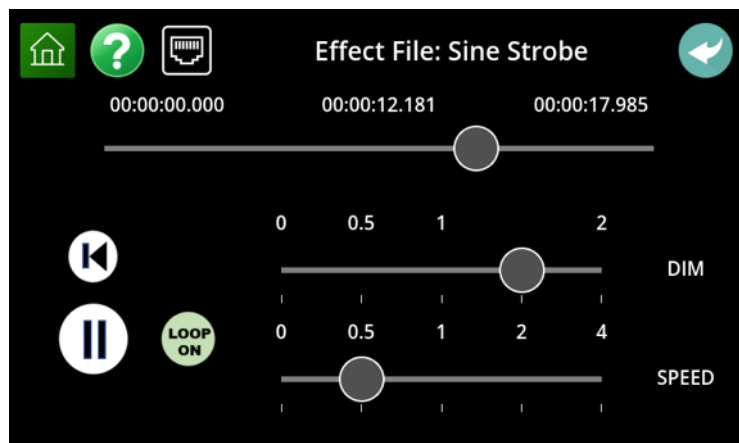 ?
Effect File: Sine Strobe
00:00:00.000 00:00:12.181 00:00:17.985
0 0.5 1 2
DIM
LOOP
ON
0 0.5 1 2 4
SPEED